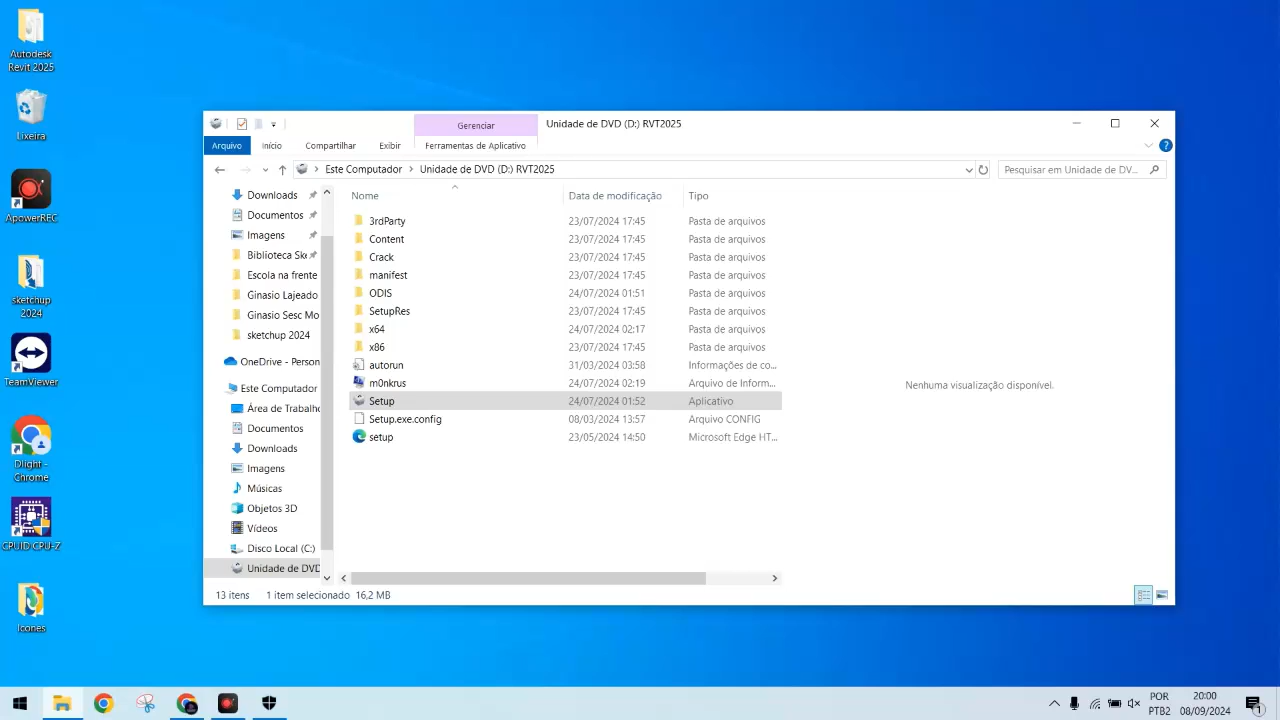 Autodesk
Revit 2025
Lixeira
ApowerREC
sketchup
2024
TeamViewer
Dlight -
Chrome
CPUID CPU-Z
Icones
Gerenciar
Unidade de DVD (D:) RVT2025
Arquivo
Início
Compartilhar
Exibir
Ferramentas de Aplicativo
Este Computador
Unidade de DVD (D:) RVT2025
Pesquisar em Unidade de DV...
Downloads
Documentos
Imagens
Biblioteca Ske
Escola na frente
Ginasio Lajeado
Ginasio Sesc Mo
sketchup 2024
OneDrive - Person
Este Computador
Área de Trabalho
Documentos
Downloads
Imagens
Músicas
Objetos 3D
Vídeos
Disco Local (C:)
Unidade de DVD
Nome Data de modificação Tipo
3rdParty 23/07/2024 17:45 Pasta de arquivos
Content 23/07/2024 17:45 Pasta de arquivos
Crack 23/07/2024 17:45 Pasta de arquivos
manifest 23/07/2024 17:45 Pasta de arquivos
ODIS 24/07/2024 01:51 Pasta de arquivos
SetupRes 23/07/2024 17:45 Pasta de arquivos
x64 24/07/2024 02:17 Pasta de arquivos
x86 23/07/2024 17:45 Pasta de arquivos
autorun 31/03/2024 03:58 Informações de co...
m0nkrus 24/07/2024 02:19 Arquivo de Inform...
Setup 24/07/2024 01:52 Aplicativo
Setup.exe.config 08/03/2024 13:57 Arquivo CONFIG
setup 23/05/2024 14:50 Microsoft Edge HT...
Nenhuma visualização disponível.
13 itens 1 item selecionado 16,2 MB
POR
PTB2
20:00
08/09/2024
1